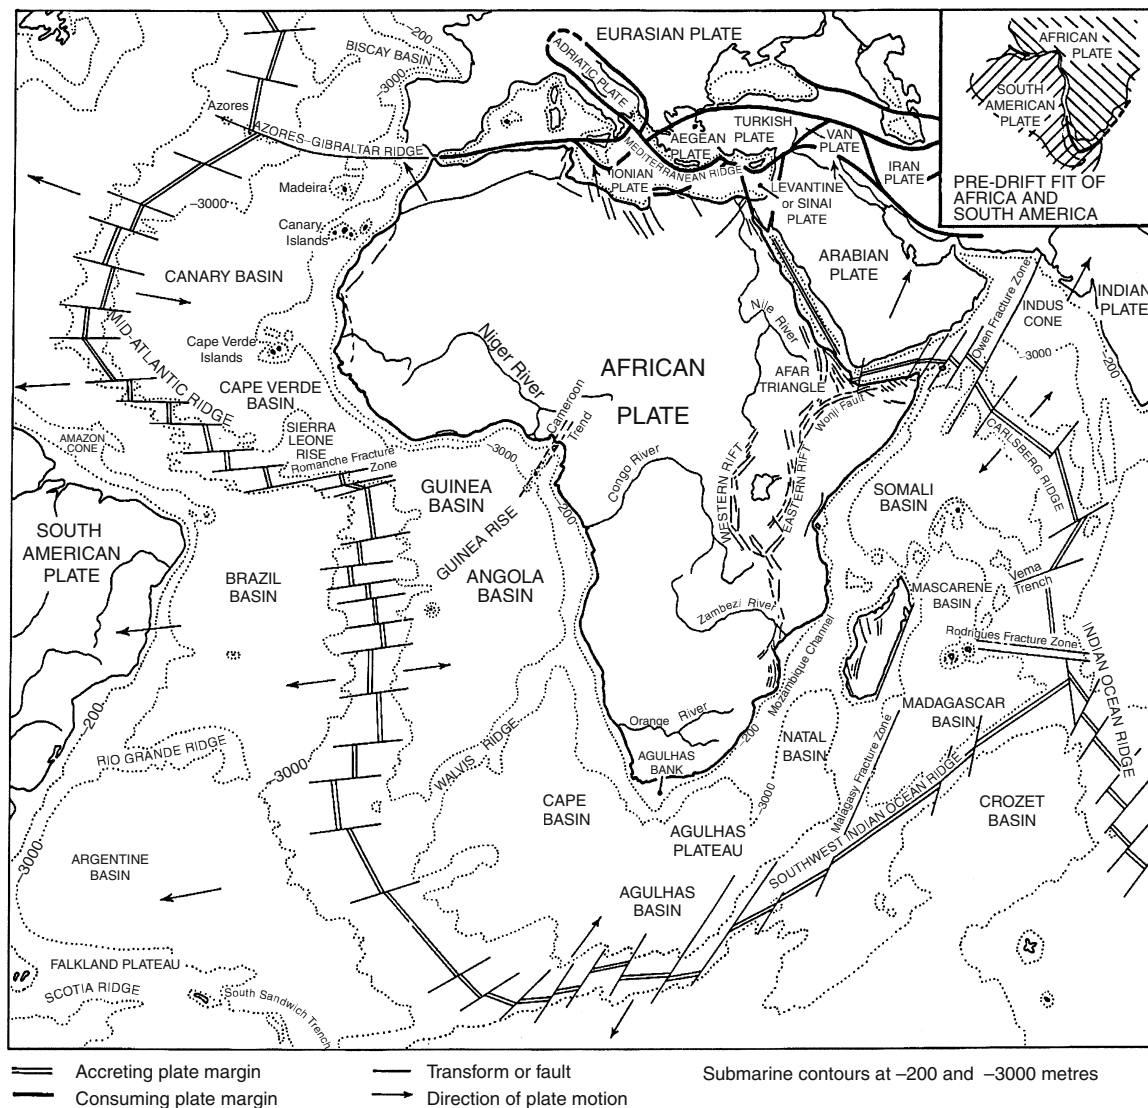 EURASIAN PLATE
-200
BISCAY BASIN
-3000
ADRIATIC PLATE
AFRICAN
PLATE
SOUTH
AMERICAN
PLATE
PRE-DRIFT FIT OF
AFRICA AND
SOUTH AMERICA
Azores
AZORES-GIBRALTAR RIDGE
AEGEAN
PLATE
TURKISH
PLATE
VAN
PLATE
IRAN
PLATE
MEDITERRANEAN RIDGE
IONIAN
PLATE
LEVANTINE
or SINAI
PLATE
Madeira
–3000
Canary
Islands
CANARY BASIN
ARABIAN
PLATE
Owen Fracture Zone
INDUS
CONE
INDIAN
PLATE
–3000
-200
MID-ATLANTIC RIDGE
Cape Verde
Islands
CAPE VERDE
BASIN
Niger River
Nile River
AFRICAN
PLATE
AFAR
TRIANGLE
Wonji Fault
Cameroon
Trend
AMAZON
CONE
SIERRA
LEONE
RISE
Romanche Fracture
Zone
–3000
CARLSBERG RIDGE
GUINEA
BASIN
GUINEA RISE
-200
Congo River
WESTERN RIFT
EASTERN RIFT
SOMALI
BASIN
SOUTH
AMERICAN
PLATE
BRAZIL
BASIN
ANGOLA
BASIN
Vema
Trench
MASCARENE
BASIN
Zambezi River
Mozambique Channel
Rodrigues Fracture Zone
INDIAN OCEAN RIDGE
-200
RIO GRANDE RIDGE
WALVIS RIDGE
Orange River
AGULHAS
BANK
-200
NATAL
BASIN
MADAGASCAR
BASIN
Malagasy Fracture Zone
–3000
–3000
CAPE
BASIN
AGULHAS
PLATEAU
SOUTHWEST INDIAN OCEAN RIDGE
CROZET
BASIN
–3000
ARGENTINE
BASIN
AGULHAS
BASIN
FALKLAND PLATEAU
SCOTIA RIDGE
South Sandwich Trench
Accreting plate margin
Consuming plate margin
Transform or fault
Direction of plate motion
Submarine contours at –200 and –3000 metres